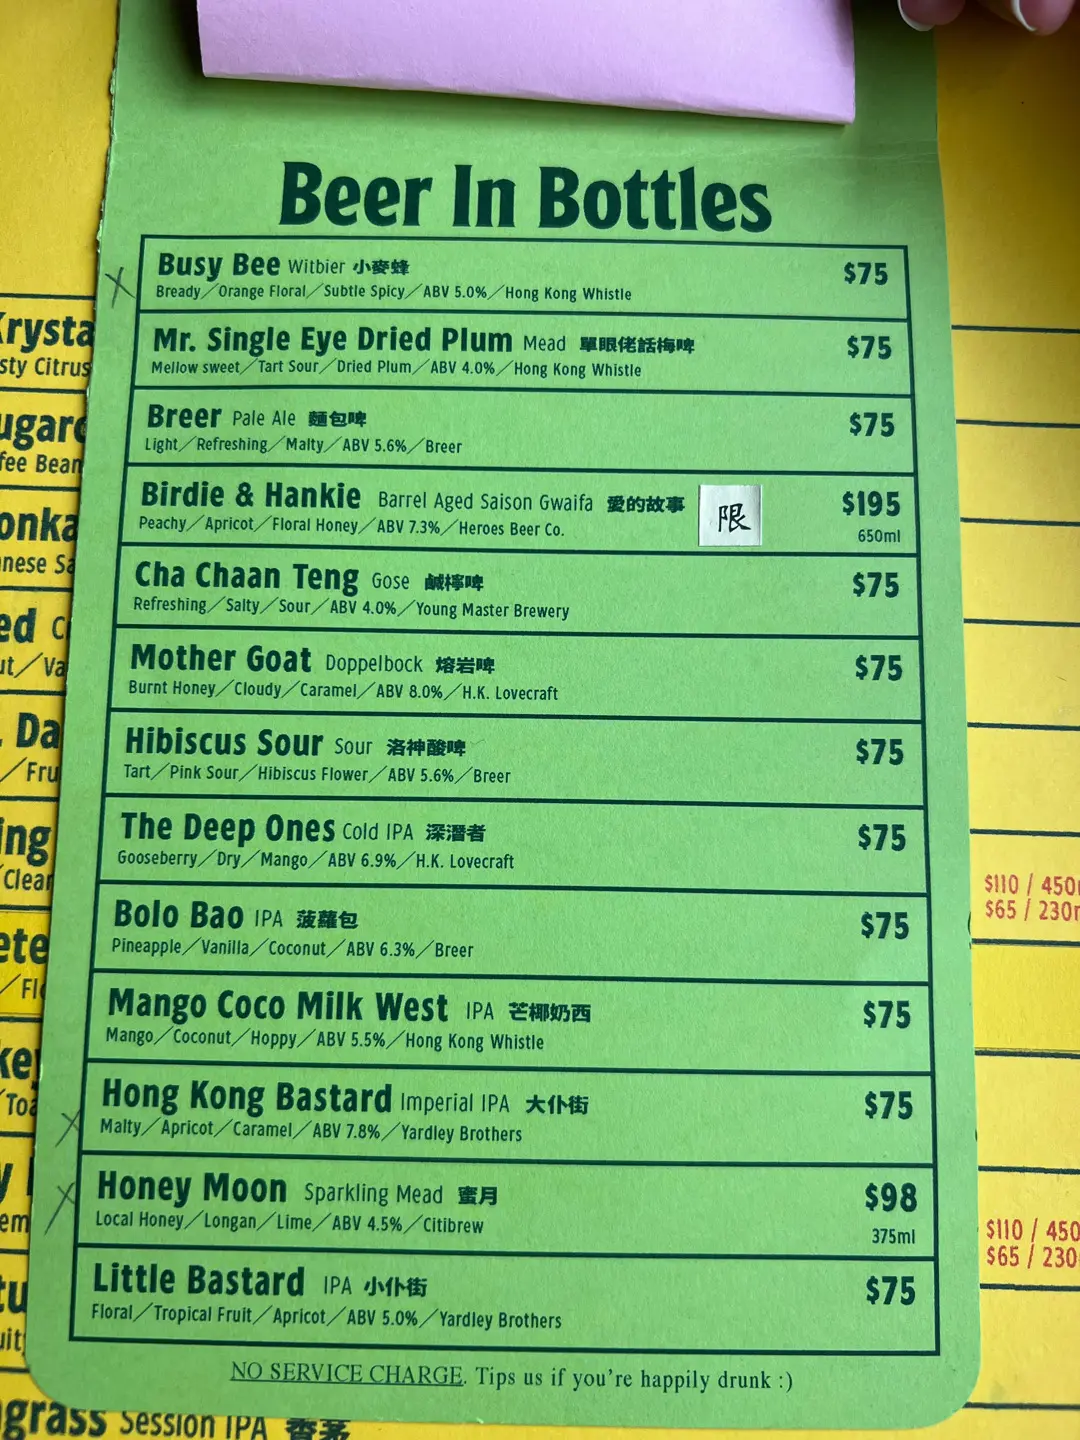 Beer In Bottles
Busy Bee Witbier 小麥蜂 $75
Bready／Orange Floral／Subtle Spicy／ABV 5.0%／Hong Kong Whistle
Mr. Single Eye Dried Plum Mead 單眼佬話梅啤 $75
Mellow sweet／Tart Sour／Dried Plum／ABV 4.0%／Hong Kong Whistle
Breer Pale Ale 麵包啤 $75
Light／Refreshing／Malty／ABV 5.6%／Breer
Birdie & Hankie Barrel Aged Saison Gwaifa 愛的故事 限 $195
Peachy／Apricot／Floral Honey／ABV 7.3%／Heroes Beer Co. 650ml
Cha Chaan Teng Gose 鹹檸啤 $75
Refreshing／Salty／Sour／ABV 4.0%／Young Master Brewery
Mother Goat Doppelbock 熔岩啤 $75
Burnt Honey／Cloudy／Caramel／ABV 8.0%／H.K. Lovecraft
Hibiscus Sour Sour 洛神酸啤 $75
Tart／Pink Sour／Hibiscus Flower／ABV 5.6%／Breer
The Deep Ones Cold IPA 深潛者 $75
Gooseberry／Dry／Mango／ABV 6.9%／H.K. Lovecraft
Bolo Bao IPA 菠蘿包 $75
Pineapple／Vanilla／Coconut／ABV 6.3%／Breer
Mango Coco Milk West IPA 芒椰奶西 $75
Mango／Coconut／Hoppy／ABV 5.5%／Hong Kong Whistle
Hong Kong Bastard Imperial IPA 大仆街 $75
Malty／Apricot／Caramel／ABV 7.8%／Yardley Brothers
Honey Moon Sparkling Mead 蜜月 $98
Local Honey／Longan／Lime／ABV 4.5%／Citibrew 375ml
Little Bastard IPA 小仆街 $75
Floral／Tropical Fruit／Apricot／ABV 5.0%／Yardley Brothers
NO SERVICE CHARGE. Tips us if you're happily drunk :)
Session IPA 香茅
$110 / 450
$65 / 230
$110 / 450
$65 / 230